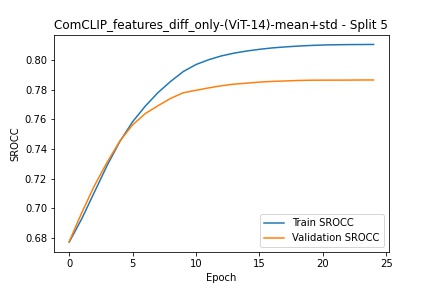 ComCLIP_features_diff_only-(ViT-14)-mean+std - Split 5
SROCC
0.80
0.78
0.76
0.74
0.72
0.70
0.68
0
5
10
15
20
25
Epoch
Train SROCC
Validation SROCC